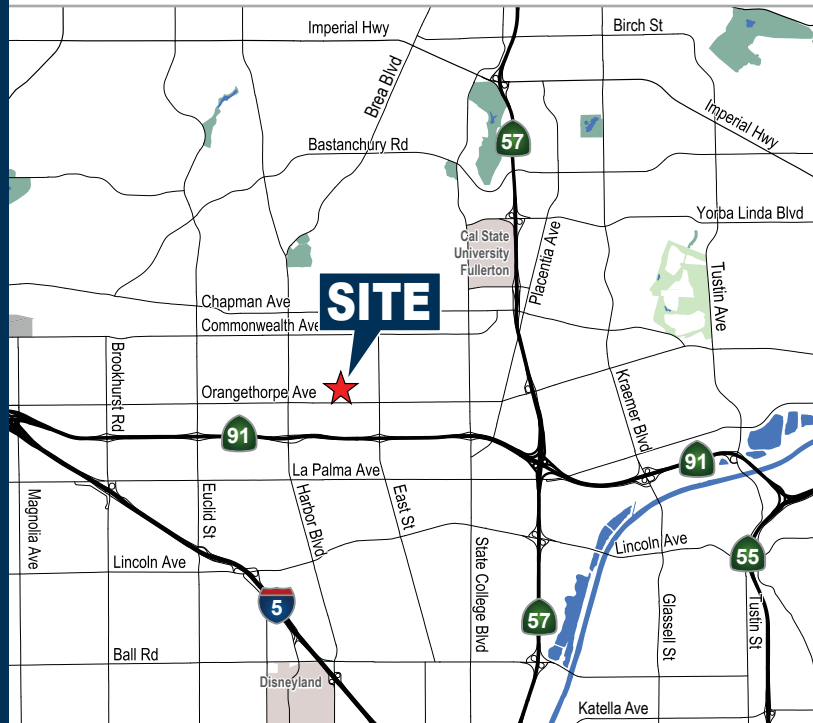 Imperial Hwy
Birch St
Brea Blvd
57
Imperial Hwy
Bastanchury Rd
Yorba Linda Blvd
Cal State
University
Fullerton
Placentia Ave
Tustin Ave
Chapman Ave
SITE
Commonwealth Ave
Brookhurst Rd
Orangethorpe Ave
Kraemer Blvd
91
91
La Palma Ave
Magnolia Ave
Euclid St
Harbor Blvd
East St
State College Blvd
Lincoln Ave
Lincoln Ave
55
5
57
Glassell St
Tustin St
Ball Rd
Disneyland
Katella Ave